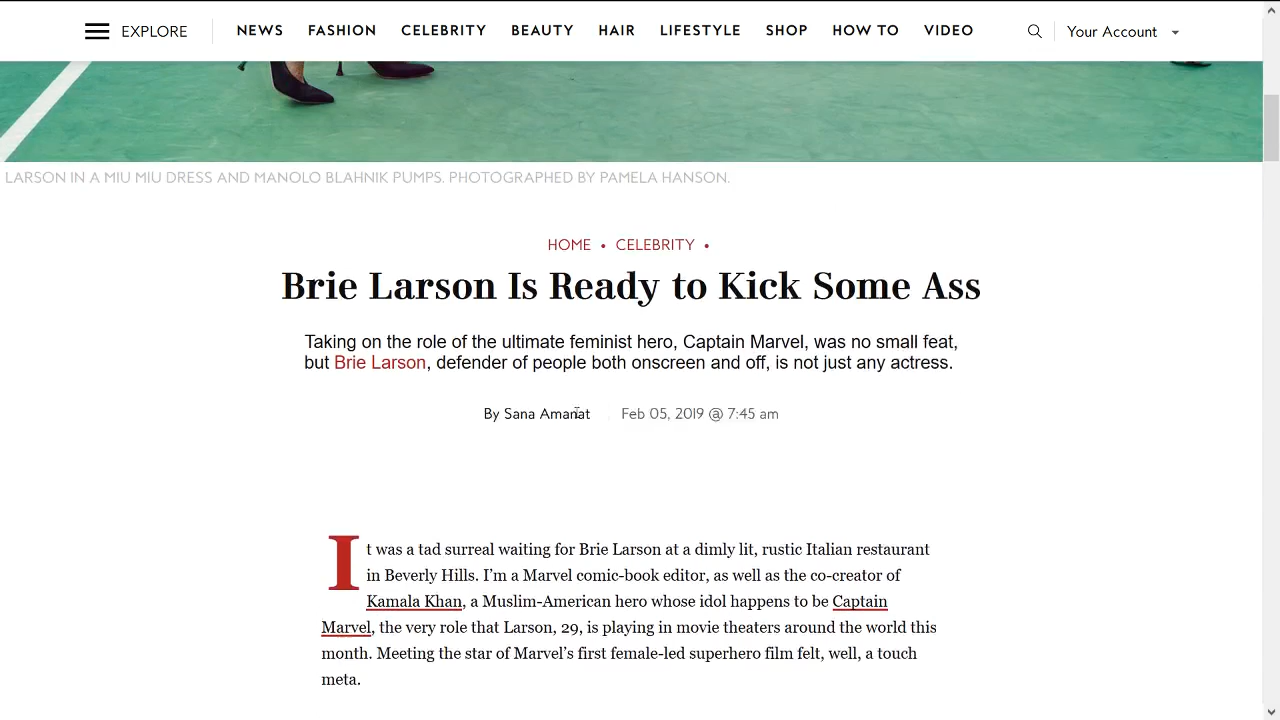 EXPLORE NEWS FASHION CELEBRITY BEAUTY HAIR LIFESTYLE SHOP HOW TO VIDEO Your Account
LARSON IN A MIU MIU DRESS AND MANOLO BLAHNIK PUMPS. PHOTOGRAPHED BY PAMELA HANSON.
HOME • CELEBRITY •
Brie Larson Is Ready to Kick Some Ass
Taking on the role of the ultimate feminist hero, Captain Marvel, was no small feat,
but Brie Larson, defender of people both onscreen and off, is not just any actress.
By Sana Amanat Feb 05, 2019 @ 7:45 am
It was a tad surreal waiting for Brie Larson at a dimly lit, rustic Italian restaurant
in Beverly Hills. I’m a Marvel comic-book editor, as well as the co-creator of
Kamala Khan, a Muslim-American hero whose idol happens to be Captain
Marvel, the very role that Larson, 29, is playing in movie theaters around the world this
month. Meeting the star of Marvel’s first female-led superhero film felt, well, a touch
meta.